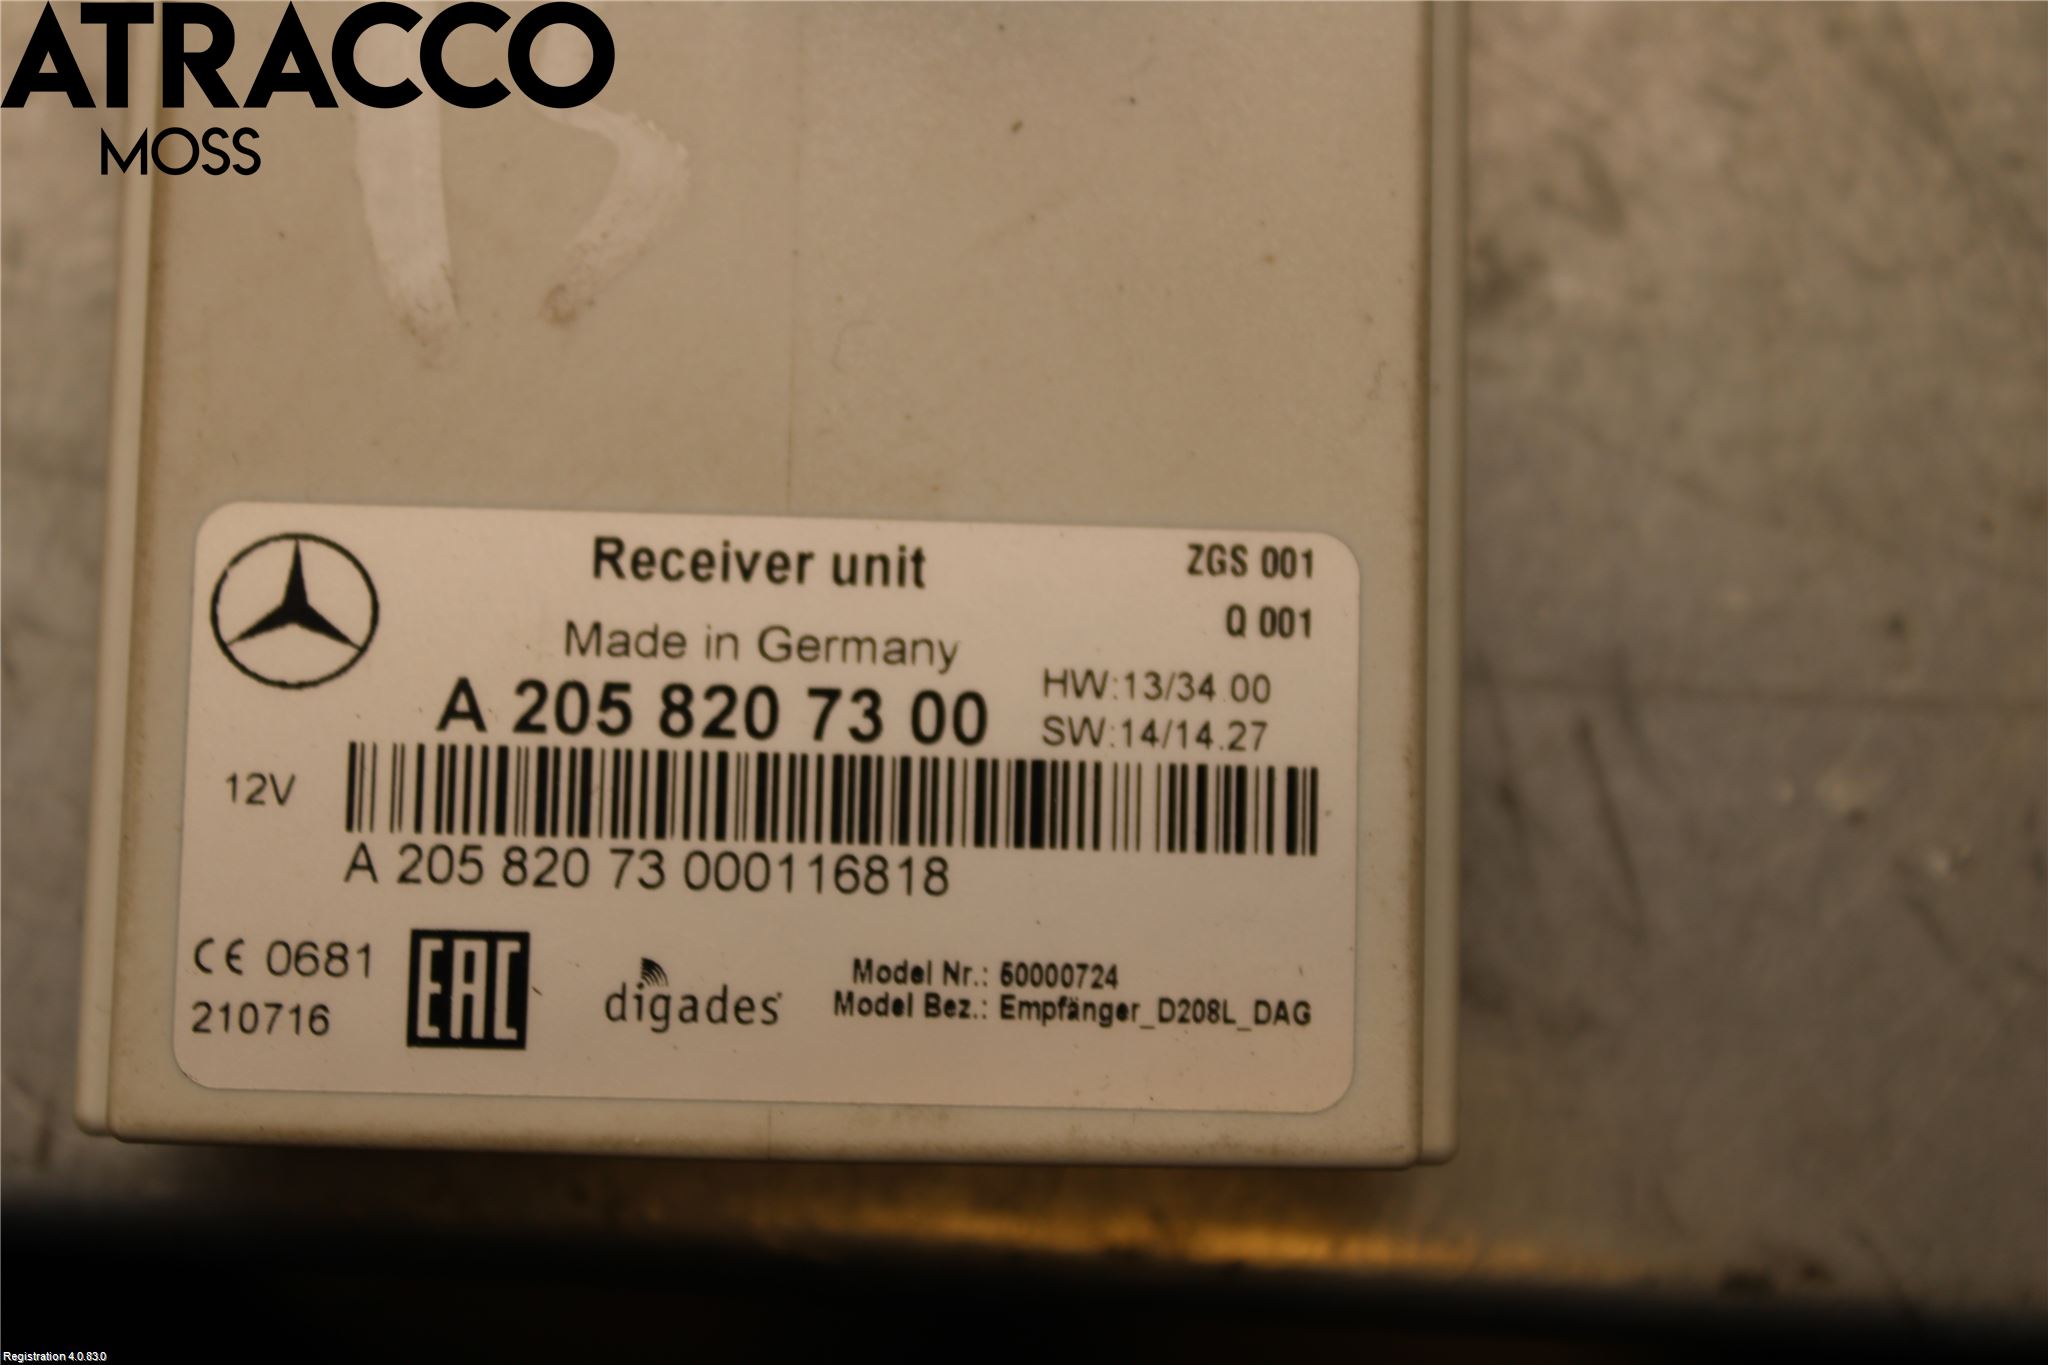 ATRACCO
MOSS
Receiver unit
ZGS 001
Q 001
Made in Germany
A 205 820 73 00
HW:13/34.00
SW:14/14.27
12V
A 205 820 73 000116818
CE 0681
210716
EAC
digades
Model Nr.: 50000724
Model Bez.: Empfänger_D208L_DAG
Registration 4.0.83.0